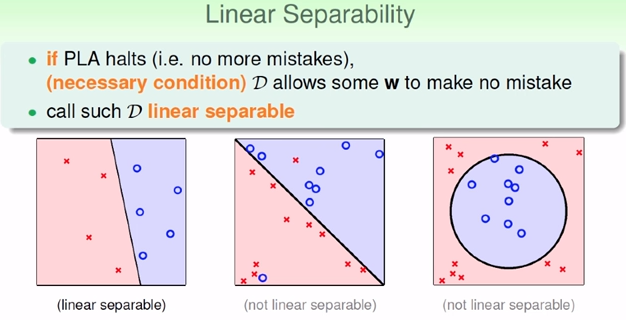 Linear Separability
• if PLA halts (i.e. no more mistakes),
(necessary condition) 𝒟 allows some w to make no mistake
• call such 𝒟 linear separable
(linear separable)
(not linear separable)
(not linear separable)